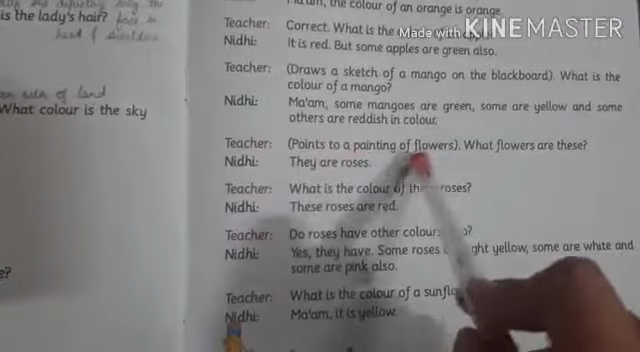 is the lady's hair?
an area of land
What colour is the sky
e?
Ma'am, the colour of an orange is orange.
Teacher: Correct. What is the
Nidhi: It is red. But some apples are green also.
Teacher: (Draws a sketch of a mango on the blackboard). What is the
colour of a mango?
Nidhi: Ma'am, some mangoes are green, some are yellow and some
others are reddish in colour.
Teacher: (Points to a painting of flowers). What flowers are these?
Nidhi: They are roses.
Teacher: What is the colour of roses?
Nidhi: These roses are red.
Teacher: Do roses have other colour
Nidhi: Yes, they have. Some roses yellow, some are white and
some are pink also.
Teacher: What is the colour of a
Nidhi: Ma'am, it is yellow.
Made with KINEMASTER